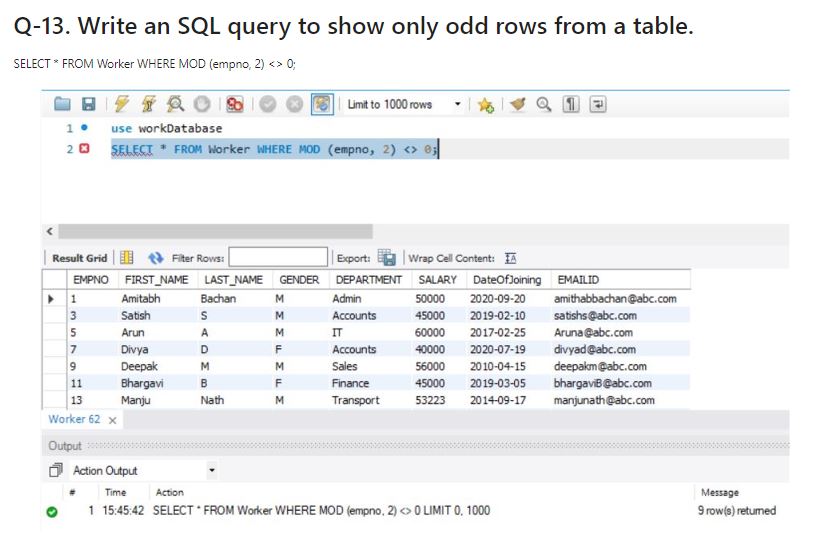 Q-13. Write an SQL query to show only odd rows from a table.
SELECT * FROM Worker WHERE MOD (empno, 2) <> 0;
Limit to 1000 rows
1 use workDatabase
2 SELECT * FROM Worker WHERE MOD (empno, 2) <> 0;
Result Grid Filter Rows: Export: Wrap Cell Content:
EMPNO FIRST_NAME LAST_NAME GENDER DEPARTMENT SALARY DateOfJoining EMAILID
1 Amitabh Bachan M Admin 50000 2020-09-20 amithabbachan@abc.com
3 Satish S M Accounts 45000 2019-02-10 satishs@abc.com
5 Arun A M IT 60000 2017-02-25 Aruna@abc.com
7 Divya D F Accounts 40000 2020-07-19 divyad@abc.com
9 Deepak M M Sales 56000 2010-04-15 deepakm@abc.com
11 Bhargavi B F Finance 45000 2019-03-05 bhargaviB@abc.com
13 Manju Nath M Transport 53223 2014-09-17 manjunath@abc.com
Worker 62
Output
Action Output
# Time Action Message
1 15:45:42 SELECT * FROM Worker WHERE MOD (empno, 2) <> 0 LIMIT 0, 1000 9 row(s) returned